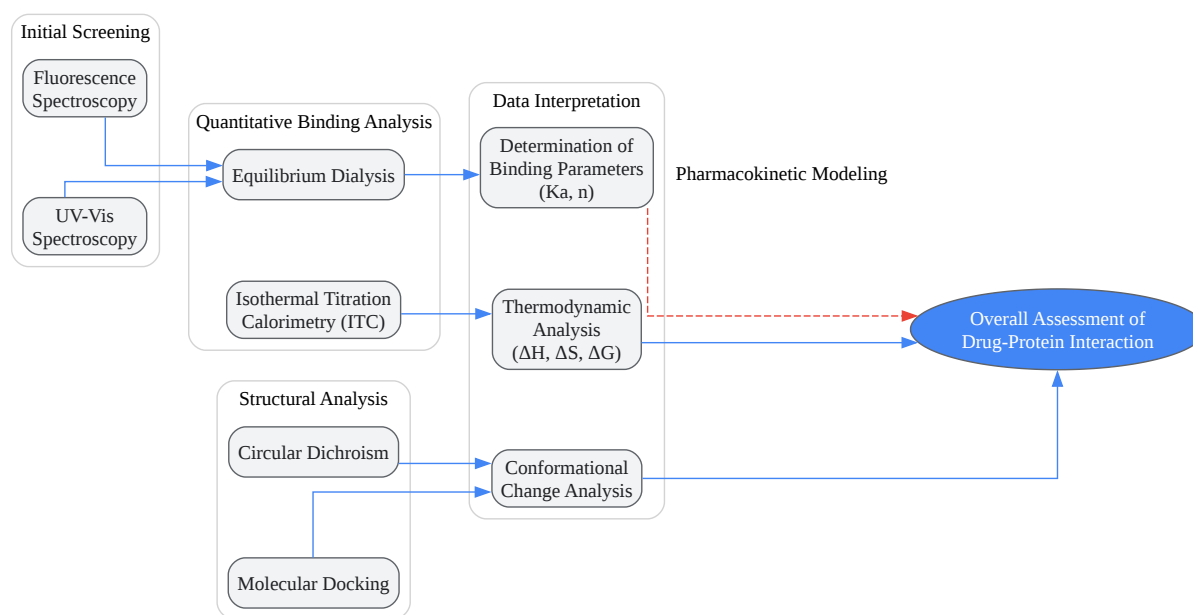 Initial Screening
Fluorescence
Spectroscopy
UV-Vis
Spectroscopy
Quantitative Binding Analysis
Equilibrium Dialysis
Isothermal Titration
Calorimetry (ITC)
Structural Analysis
Circular Dichroism
Molecular Docking
Data Interpretation
Determination of
Binding Parameters
(Ka, n)
Thermodynamic
Analysis
(ΔH, ΔS, ΔG)
Conformational
Change Analysis
Pharmacokinetic Modeling
Overall Assessment of
Drug-Protein Interaction